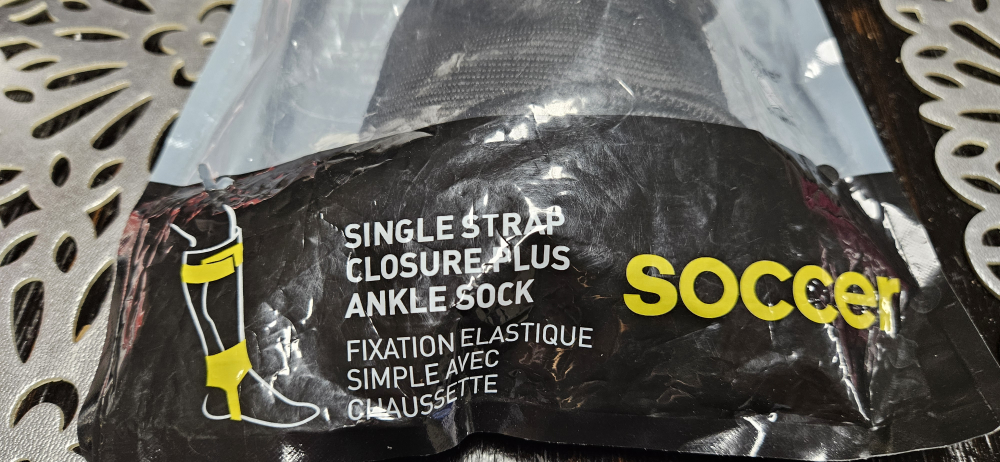 SINGLE STRAP
CLOSURE PLUS
ANKLE SOCK
FIXATION ELASTIQUE
SIMPLE AVEC
CHAUSSETTE
SOCCer